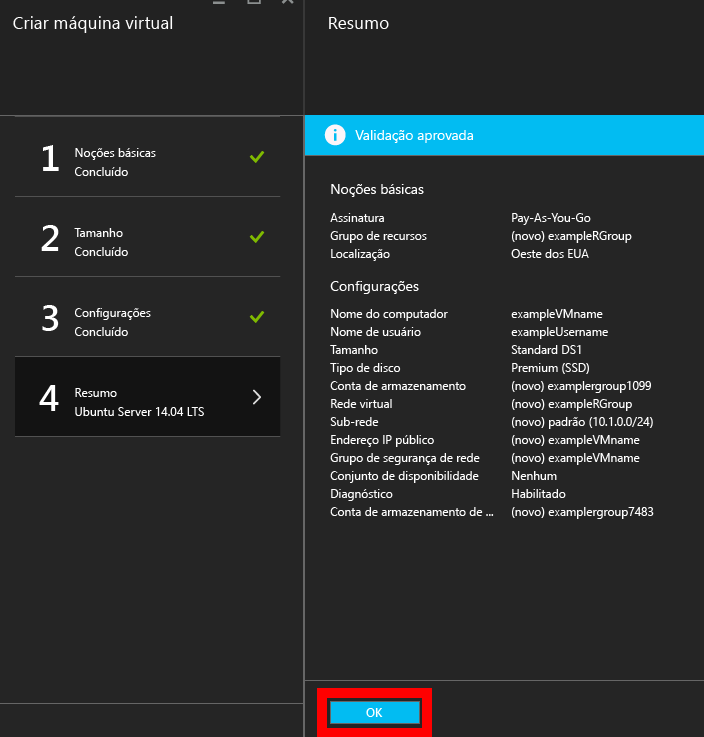 Criar máquina virtual
1
Noções básicas
Concluído
2
Tamanho
Concluído
3
Configurações
Concluído
4
Resumo
Ubuntu Server 14.04 LTS
Resumo
Validação aprovada
Noções básicas
Assinatura Pay-As-You-Go
Grupo de recursos (novo) exampleRGroup
Localização Oeste dos EUA
Configurações
Nome do computador exampleVMname
Nome de usuário exampleUsername
Tamanho Standard DS1
Tipo de disco Premium (SSD)
Conta de armazenamento (novo) examplergroup1099
Rede virtual (novo) exampleRGroup
Sub-rede (novo) padrão (10.1.0.0/24)
Endereço IP público (novo) exampleVMname
Grupo de segurança de rede (novo) exampleVMname
Conjunto de disponibilidade Nenhum
Diagnóstico Habilitado
Conta de armazenamento de ... (novo) examplergroup7483
OK